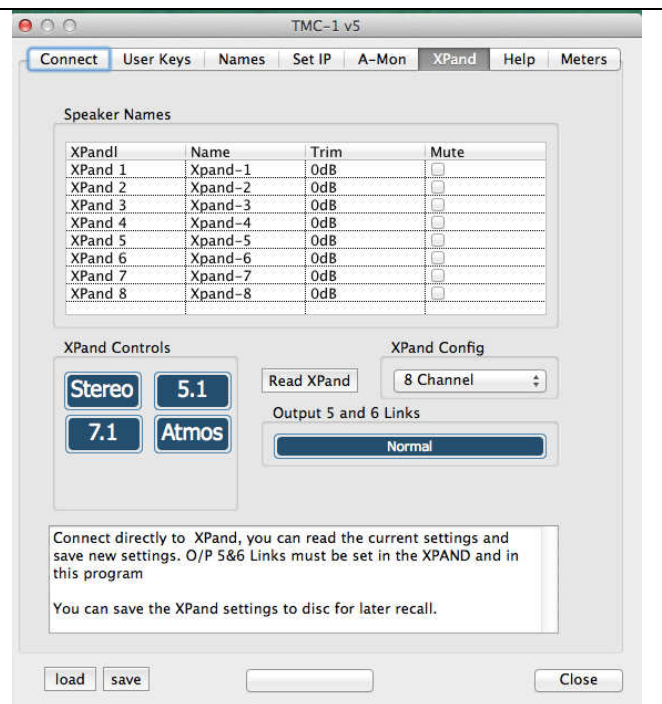 TMC-1 v5
Connect User Keys Names Set IP A-Mon XPand Help Meters
Speaker Names
XPandl Name Trim Mute
XPand 1 Xpand-1 0dB
XPand 2 Xpand-2 0dB
XPand 3 Xpand-3 0dB
XPand 4 Xpand-4 0dB
XPand 5 Xpand-5 0dB
XPand 6 Xpand-6 0dB
XPand 7 Xpand-7 0dB
XPand 8 Xpand-8 0dB
XPand Controls
XPand Config
Stereo 5.1
Read XPand
8 Channel
Output 5 and 6 Links
7.1 Atmos
Normal
Connect directly to XPand, you can read the current settings and
save new settings. O/P 5&6 Links must be set in the XPAND and in
this program
You can save the XPand settings to disc for later recall.
load save Close